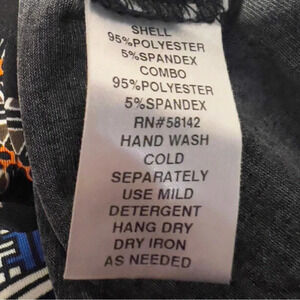 SHELL
95%POLYESTER
5%SPANDEX
COMBO
95%POLYESTER
5%SPANDEX
RN#58142
HAND WASH
COLD
SEPARATELY
USE MILD
DETERGENT
HANG DRY
DRY IRON
AS NEEDED